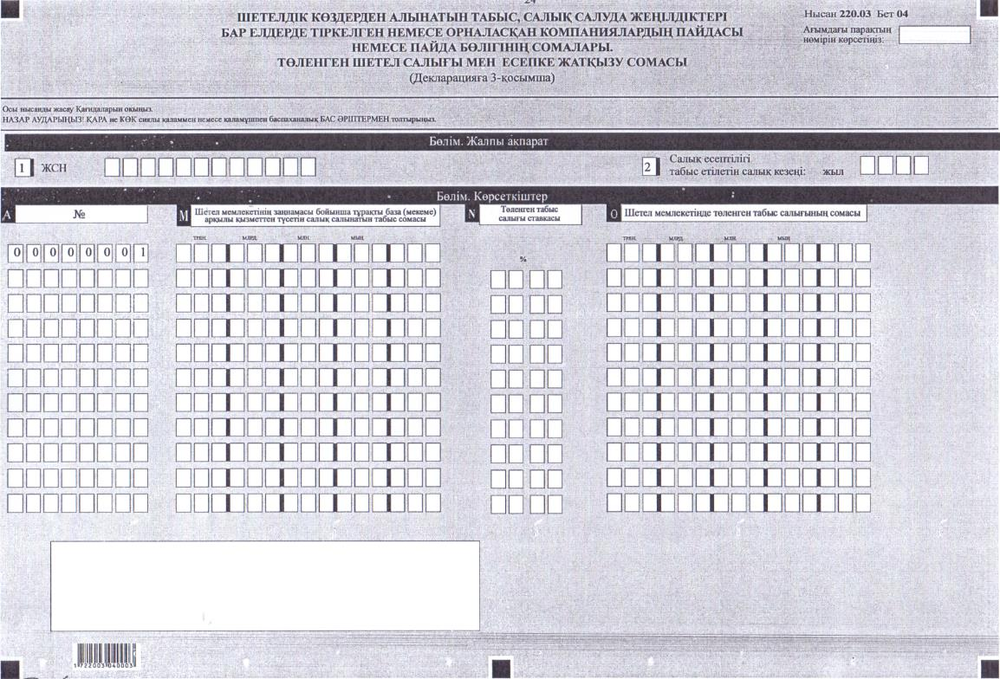 24
ШЕТЕЛДІК КӨЗДЕРДЕН АЛЫНАТЫН ТАБЫС, САЛЫҚ САЛУДА ЖЕҢІЛДІКТЕРІ
БАР ЕЛДЕРДЕ ТІРКЕЛГЕН НЕМЕСЕ ОРНАЛАСҚАН КОМПАНИЯЛАРДЫҢ ПАЙДАСЫ
НЕМЕСЕ ПАЙДА БӨЛІГІНІҢ СОМАЛАРЫ.
ТӨЛЕНГЕН ШЕТЕЛ САЛЫҒЫ МЕН ЕСЕПКЕ ЖАТҚЫЗУ СОМАСЫ
(Декларацияға 3-қосымша)
Нысан 220.03 Бет 04
Ағымдағы парақтың
нөмірін көрсетіңіз:
Осы нысанды жасау Қағидаларын оқыңыз.
НАЗАР АУДАРЫҢЫЗ! ҚАРА не КӨК сиялы қаламмен немесе қаламұшпен баспаханалық БАС ӘРІПТЕРМЕН толтырыңыз.
Бөлім. Жалпы ақпарат
1 ЖСН
2 Салық есептілігі
табыс етілетін салық кезеңі: жыл
Бөлім. Көрсеткіштер
A №
M Шетел мемлекетінің заңнамасы бойынша тұрақты база (мекеме)
арқылы қызметтен түсетін салық салынатын табыс сомасы
N Төленген табыс
салығы ставкасы
O Шетел мемлекетінде төленген табыс салығының сомасы
ТРЛН. МЛРД. МЛН. МЫҢ
ТРЛН. МЛРД. МЛН. МЫҢ
%
0 0 0 0 0 0 0 1
1 722003 040003